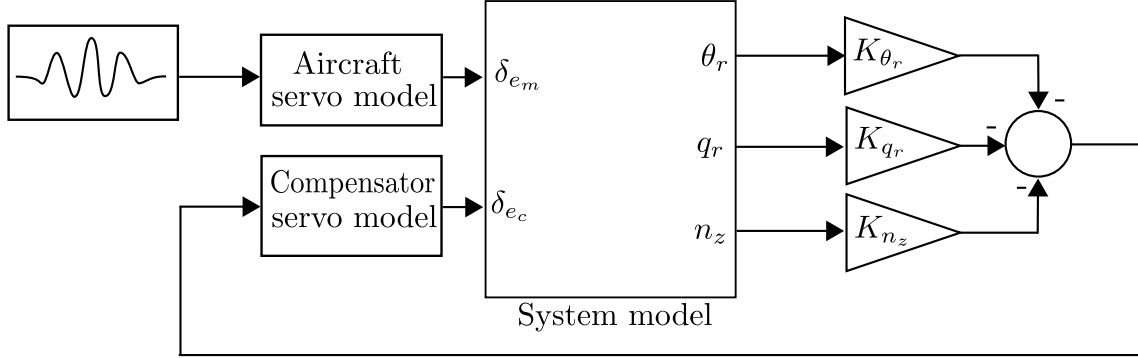 Aircraft
servo model
δ_{e_m}
θ_r
K_{θ_r}
-
q_r
K_{q_r}
-
Compensator
servo model
δ_{e_c}
-
n_z
K_{n_z}
System model